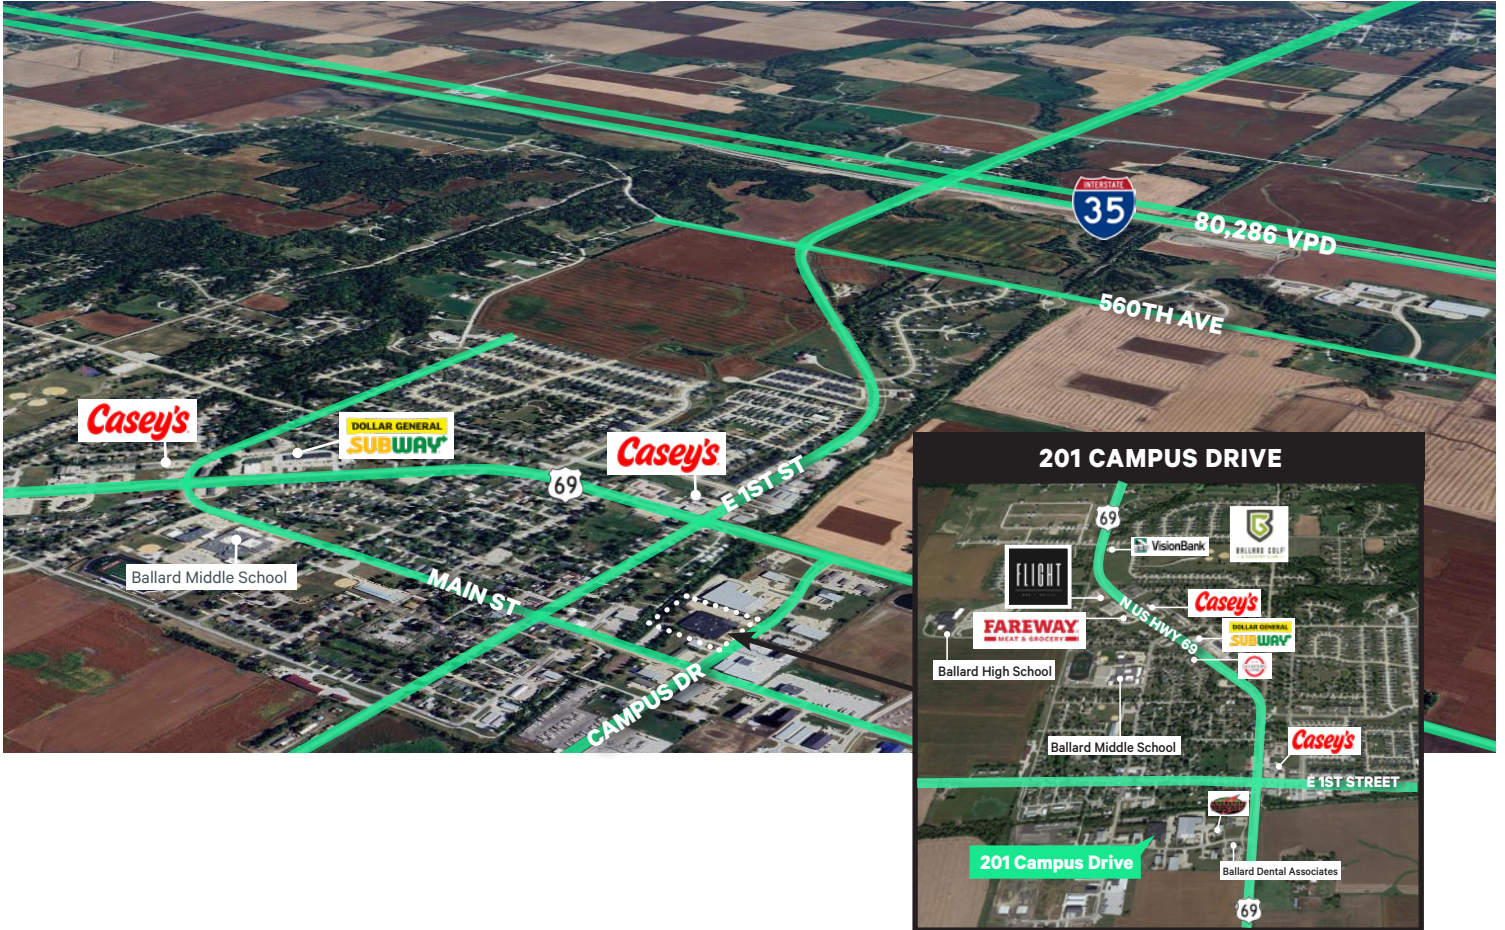 INTERSTATE
35
80,286 VPD
560TH AVE
Casey's
DOLLAR GENERAL
SUBWAY
Casey's
69
E 1ST ST
Ballard Middle School
MAIN ST
CAMPUS DR
201 CAMPUS DRIVE
69
VisionBank
BALLARD GOLF
FLIGHT
N US HWY 69
Casey's
FAREWAY
MEAT & GROCERY
DOLLAR GENERAL
SUBWAY
Ballard High School
Ballard Middle School
Casey's
E 1ST STREET
201 Campus Drive
Ballard Dental Associates
69